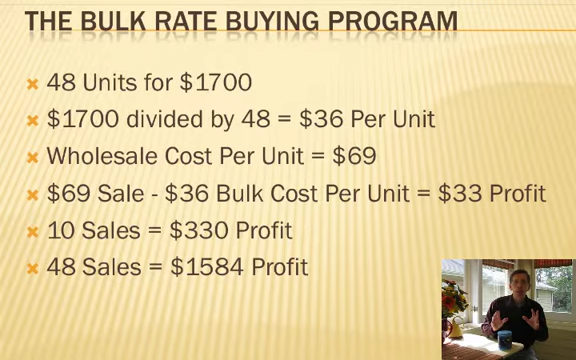 THE BULK RATE BUYING PROGRAM
48 Units for $1700
$1700 divided by 48 = $36 Per Unit
Wholesale Cost Per Unit = $69
$69 Sale - $36 Bulk Cost Per Unit = $33 Profit
10 Sales = $330 Profit
48 Sales = $1584 Profit